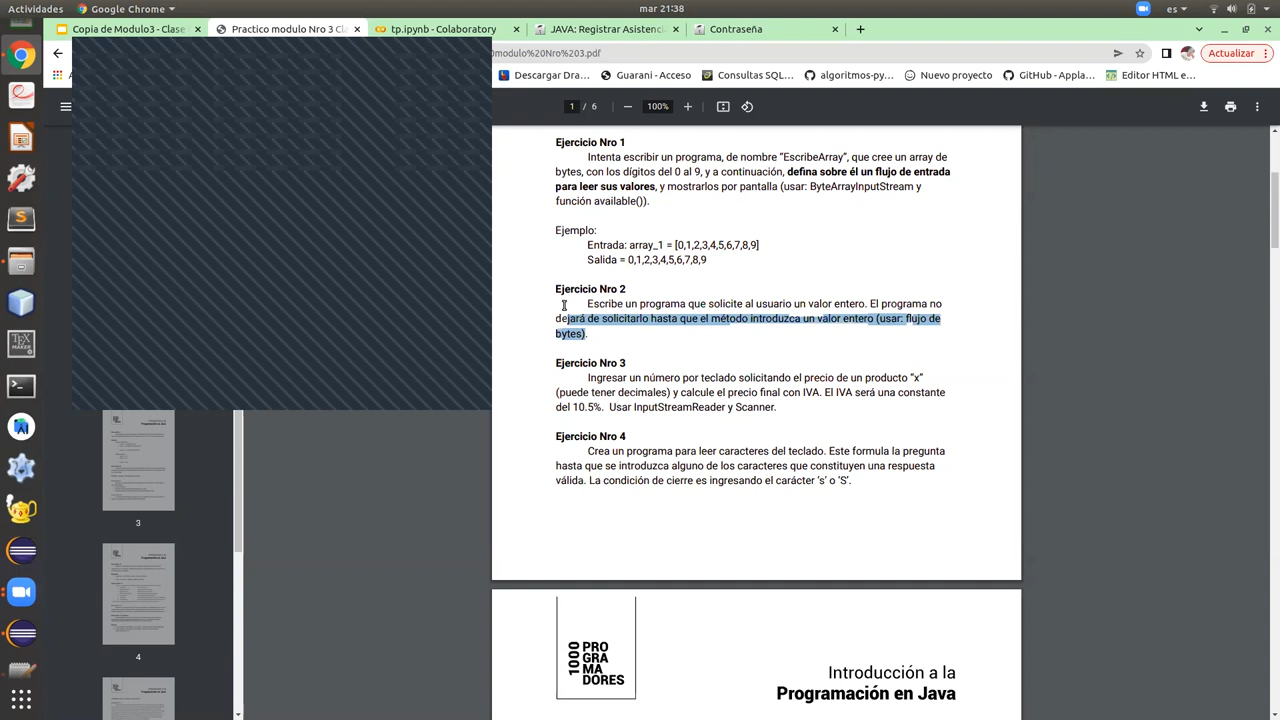 Actividades
Google Chrome
mar 21:38
es
Copia de Modulo3 - Clase
Practico modulo Nro 3 Cl
tp.ipynb - Colaboratory
JAVA: Registrar Asistenci
Contraseña
modulo%20Nro%203.pdf
Actualizar
A
Descargar Dra…
Guarani - Acceso
Consultas SQL…
algoritmos-py…
Nuevo proyecto
GitHub - Appla…
Editor HTML e…
1 / 6
100%
Ejercicio Nro 1
Intenta escribir un programa, de nombre “EscribeArray”, que cree un array de
bytes, con los dígitos del 0 al 9, y a continuación, defina sobre él un flujo de entrada
para leer sus valores, y mostrarlos por pantalla (usar: ByteArrayInputStream y
función available()).
Ejemplo:
Entrada: array_1 = [0,1,2,3,4,5,6,7,8,9]
Salida = 0,1,2,3,4,5,6,7,8,9
Ejercicio Nro 2
Escribe un programa que solicite al usuario un valor entero. El programa no
dejará de solicitarlo hasta que el método introduzca un valor entero (usar: flujo de
bytes).
Ejercicio Nro 3
Ingresar un número por teclado solicitando el precio de un producto “x”
(puede tener decimales) y calcule el precio final con IVA. El IVA será una constante
del 10.5%. Usar InputStreamReader y Scanner.
Ejercicio Nro 4
Crea un programa para leer caracteres del teclado. Este formula la pregunta
hasta que se introduzca alguno de los caracteres que constituyen una respuesta
válida. La condición de cierre es ingresando el carácter ‘s’ o ‘S’.
3
4
1000
PRO
GRA
MA
DORES
Introducción a la
Programación en Java